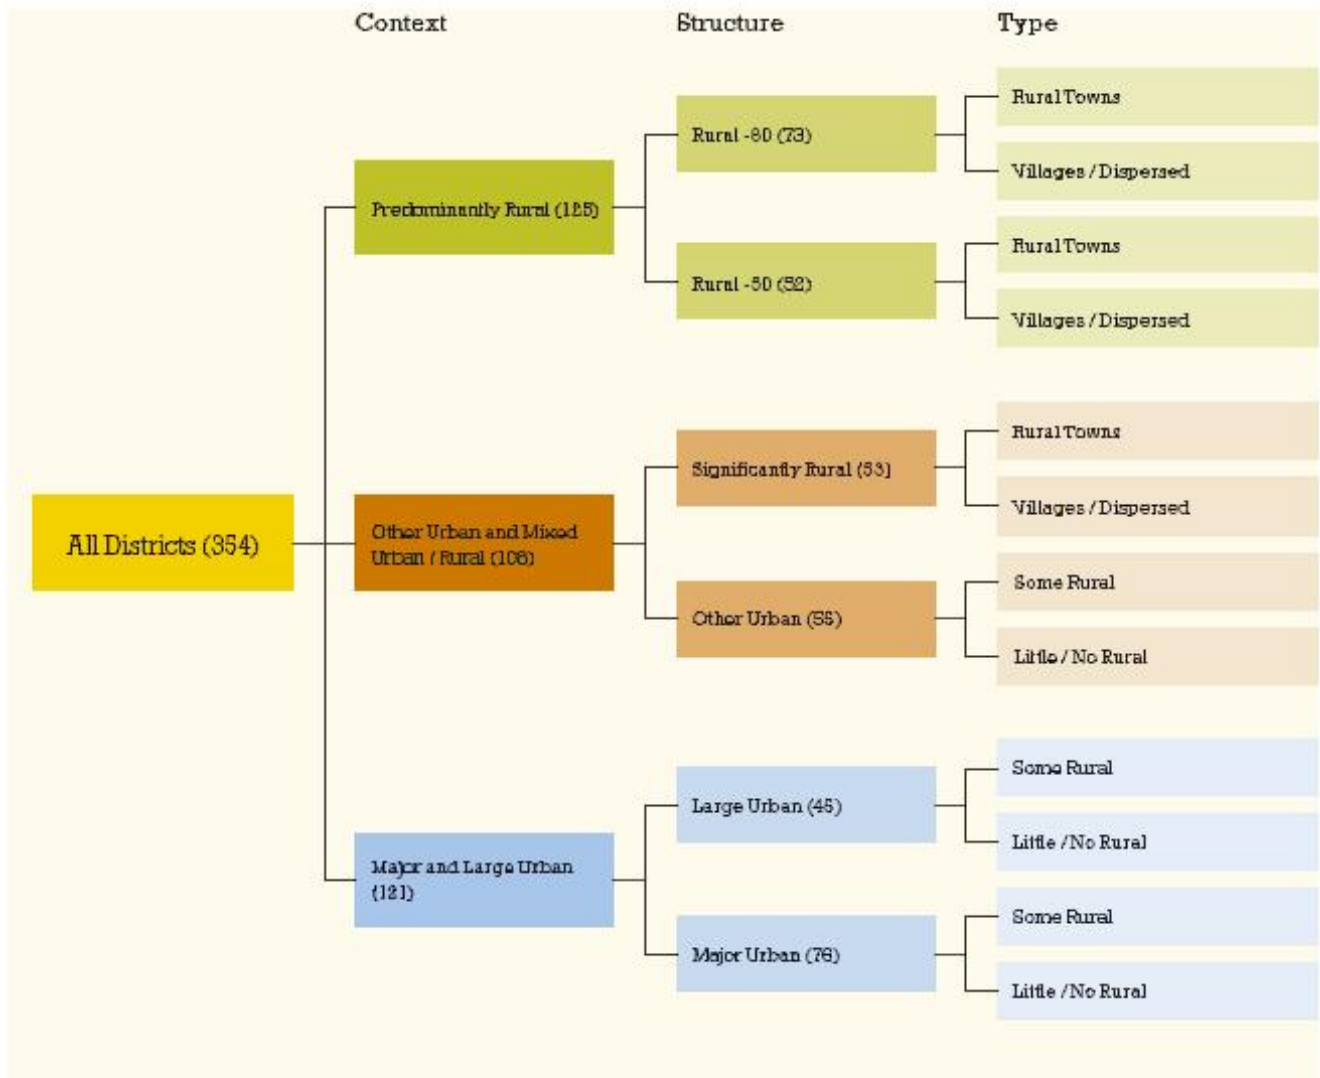 Context
Structure
Type
All Districts (354)
Predominantly Rural (125)
Rural -80 (73)
Rural Towns
Villages / Dispersed
Rural -50 (52)
Rural Towns
Villages / Dispersed
Other Urban and Mixed
Urban / Rural (108)
Significantly Rural (53)
Rural Towns
Villages / Dispersed
Other Urban (55)
Some Rural
Little / No Rural
Major and Large Urban
(121)
Large Urban (45)
Some Rural
Little / No Rural
Major Urban (76)
Some Rural
Little / No Rural